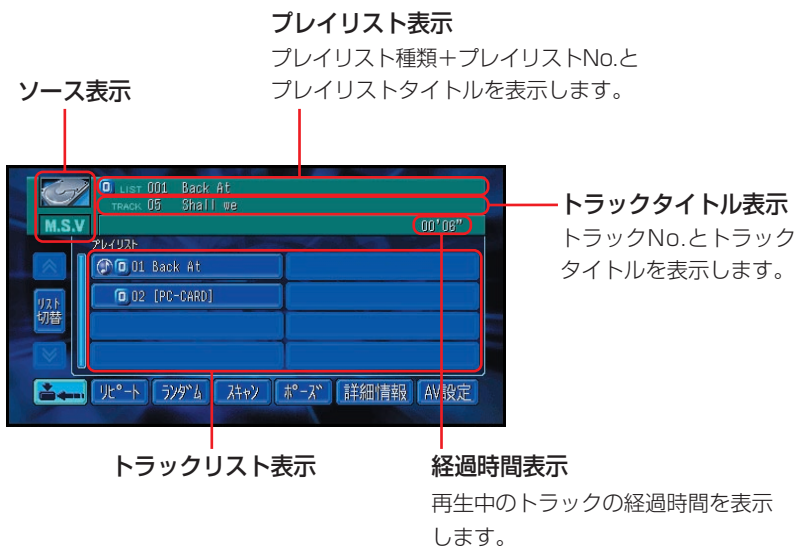 プレイリスト表示
プレイリスト種類＋プレイリストNo.と
プレイリストタイトルを表示します。
ソース表示
O LIST 001 Back At
TRACK 05 Shall we
M.S.V
00'06"
プレイリスト
O 01 Back At
O 02 [PC-CARD]
リスト
切替
リピート ランダム スキャン ポーズ 詳細情報 AV設定
トラックタイトル表示
トラックNo.とトラック
タイトルを表示します。
トラックリスト表示
経過時間表示
再生中のトラックの経過時間を表示
します。